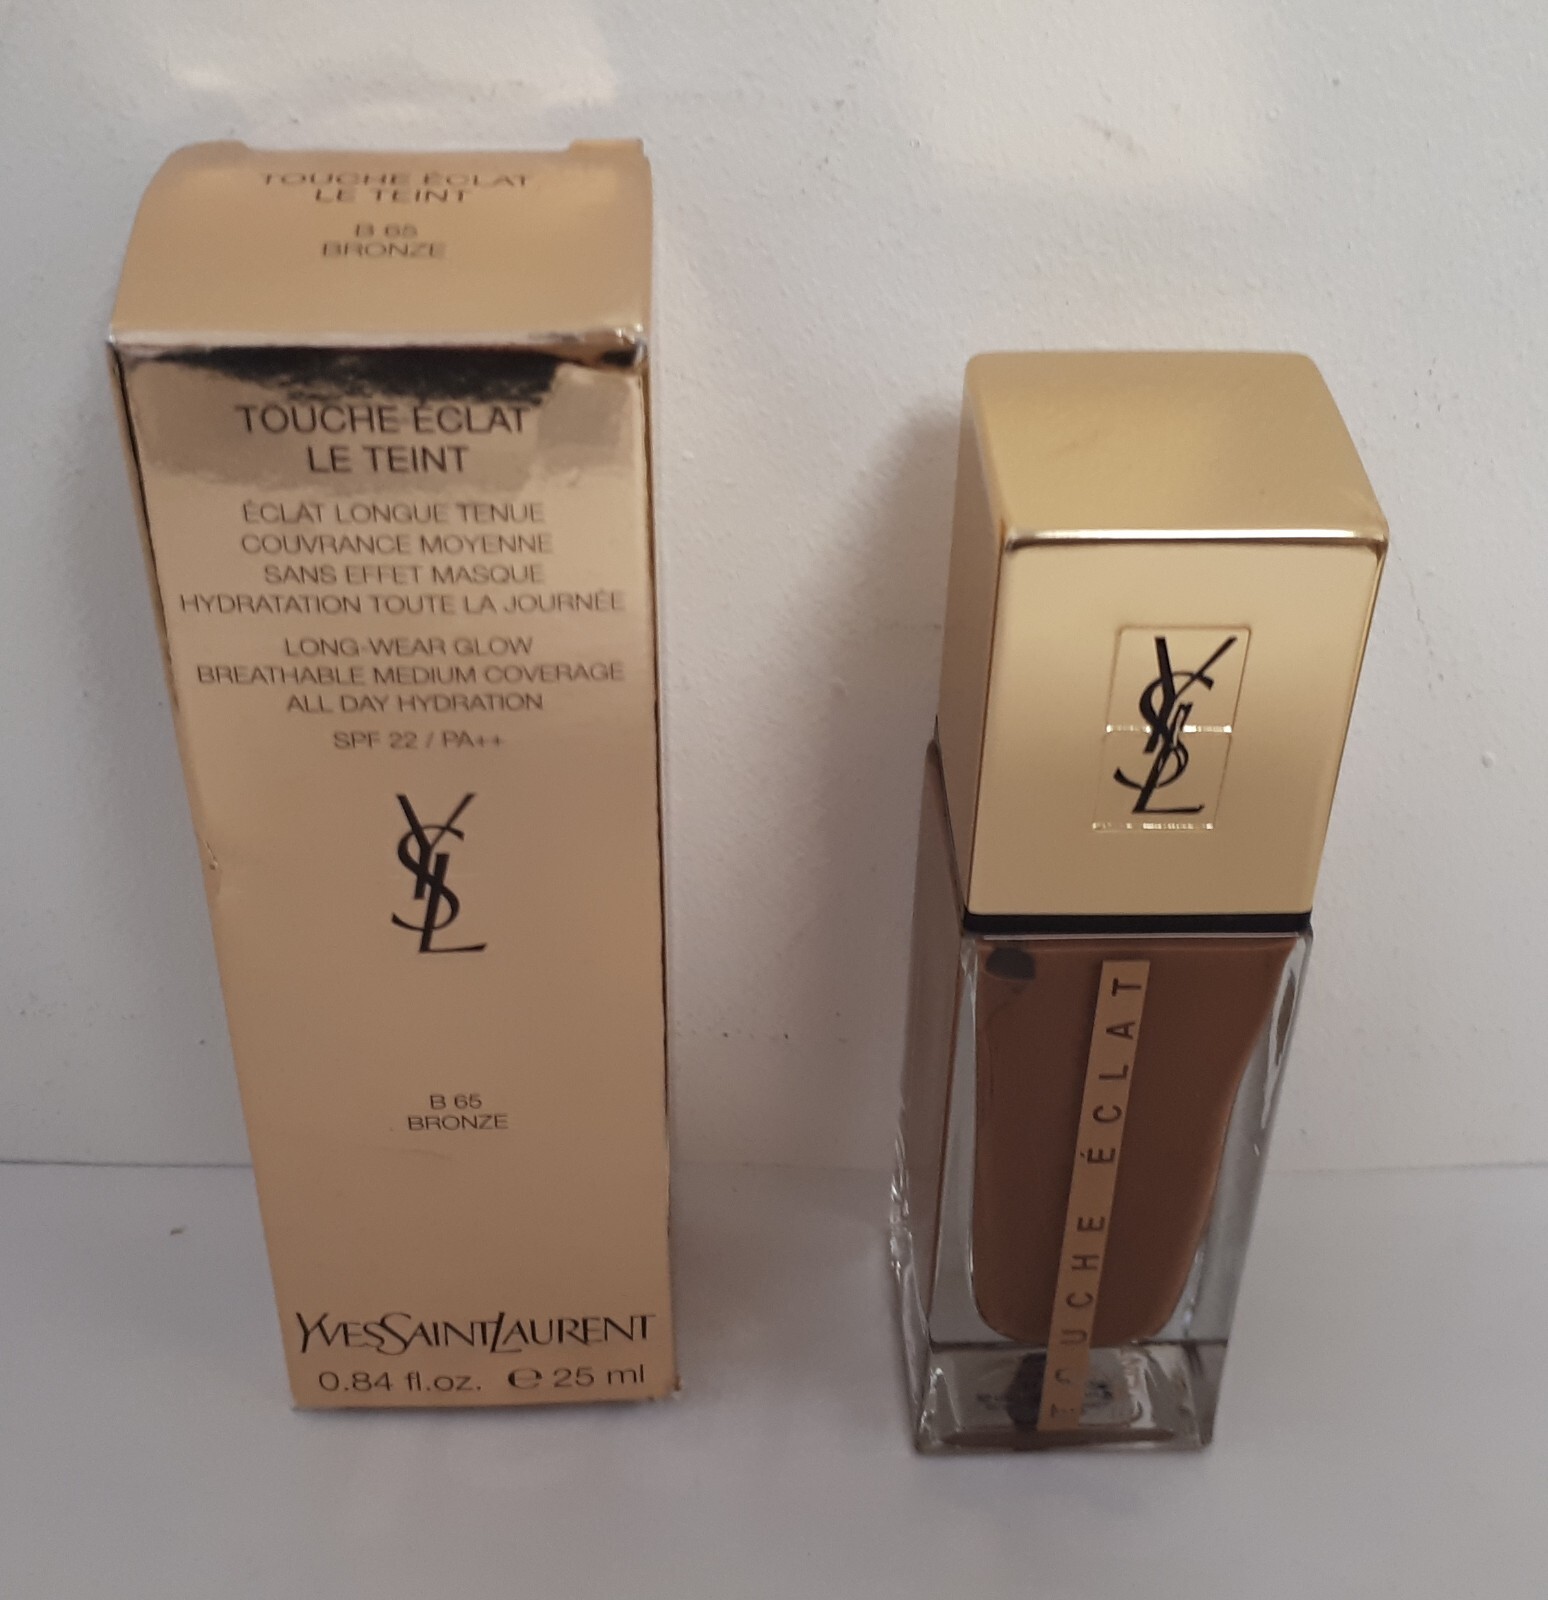 TOUCHE ÉCLAT
LE TEINT
B 65
BRONZE
TOUCHE ÉCLAT
LE TEINT
ÉCLAT LONGUE TENUE
COUVRANCE MOYENNE
SANS EFFET MASQUE
HYDRATATION TOUTE LA JOURNÉE
LONG-WEAR GLOW
BREATHABLE MEDIUM COVERAGE
ALL DAY HYDRATION
SPF 22 / PA++
YSL
B 65
BRONZE
YVESSAINTLAURENT
0.84 fl.oz. ℮ 25 ml
YSL
TOUCHE ÉCLAT